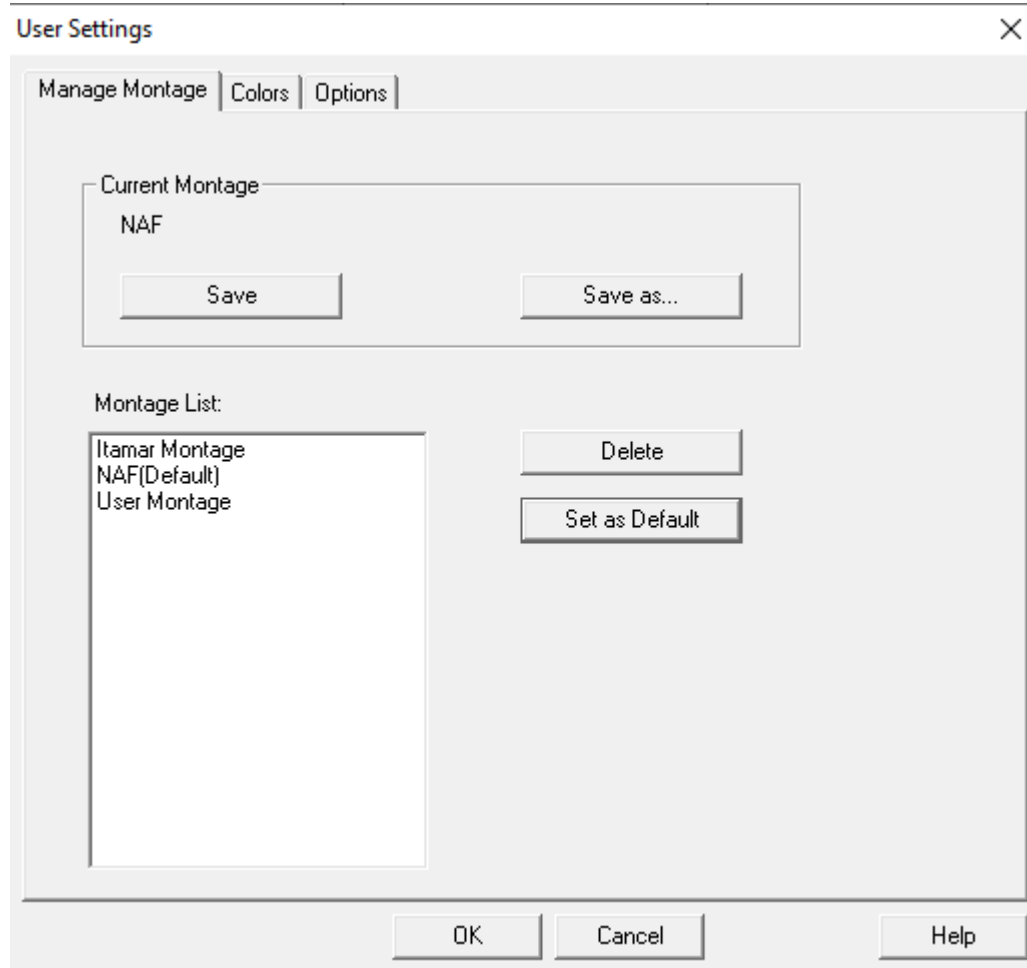 User Settings
Manage Montage
Colors
Options
Current Montage
NAF
Save
Save as...
Montage List:
Itamar Montage
NAF(Default)
User Montage
Delete
Set as Default
OK
Cancel
Help